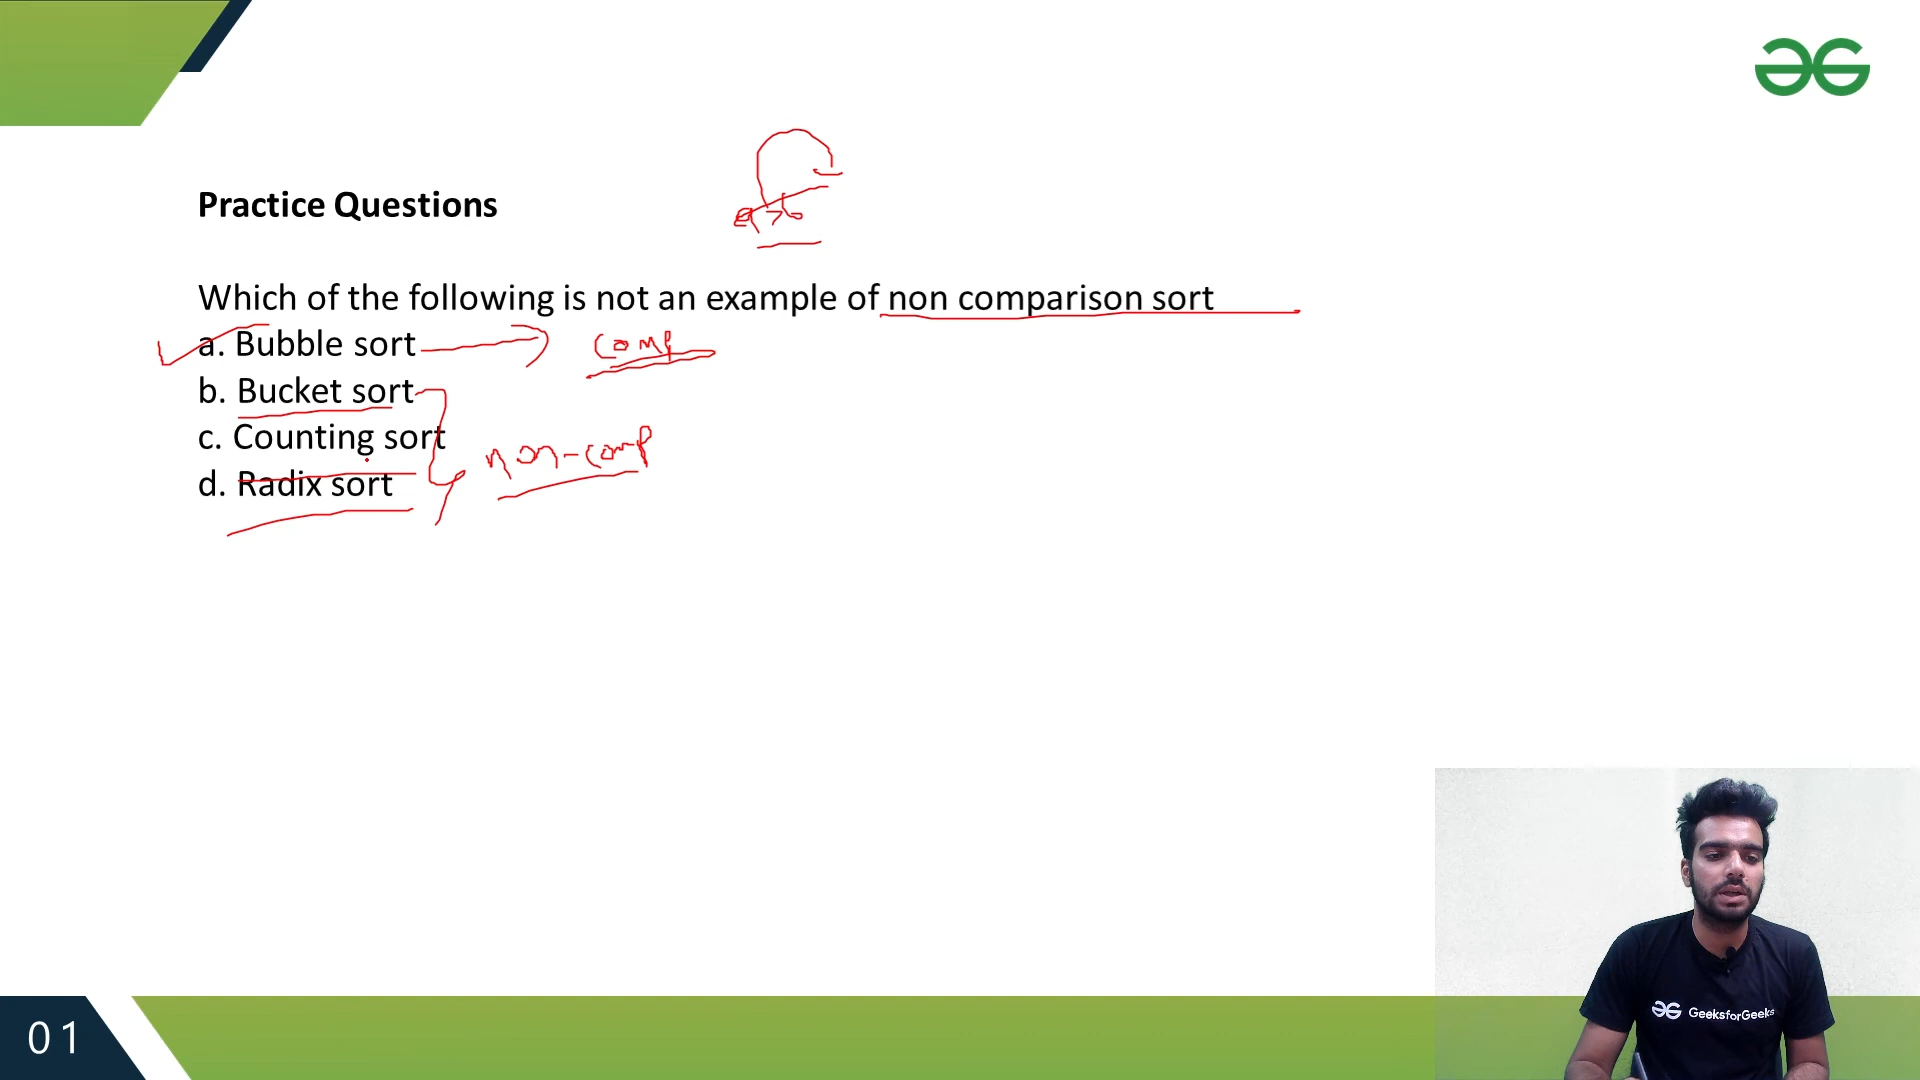 Practice Questions
Which of the following is not an example of non comparison sort
a. Bubble sort comp
b. Bucket sort
c. Counting sort
non-comp
d. Radix sort
GeeksforGeeks
01